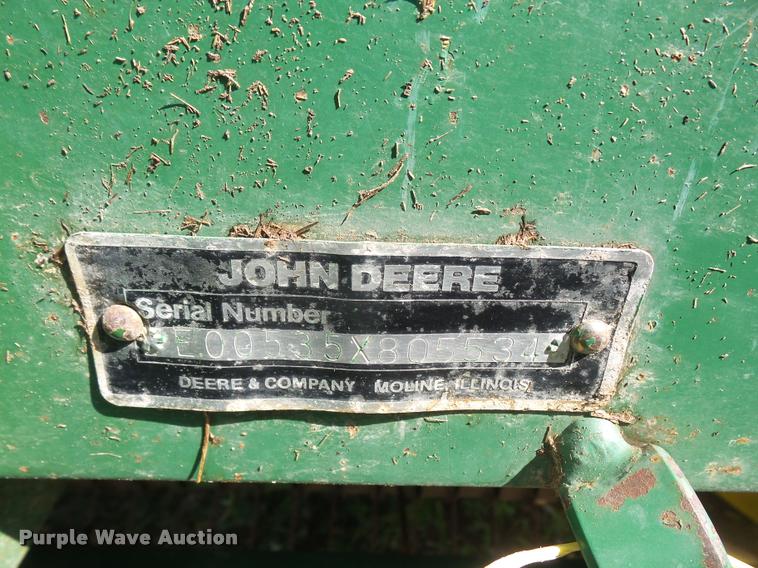 JOHN DEERE
Serial Number
E00535X805534
DEERE & COMPANY MOLINE, ILLINOIS
Purple Wave Auction